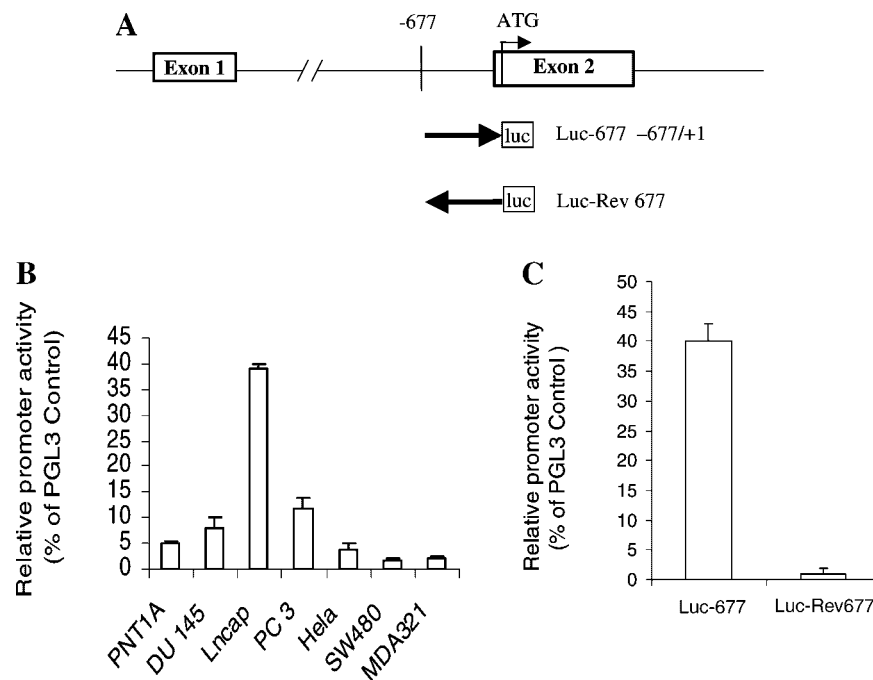 A
-677
ATG
Exon 1
Exon 2
luc
Luc-677 –677/+1
luc
Luc-Rev 677
B
Relative promoter activity
(% of PGL3 Control)
45
40
35
30
25
20
15
10
5
0
PNT1A
DU 145
Lncap
PC 3
Hela
SW480
MDA321
C
Relative promoter activity
(% of PGL3 Control )
50
45
40
35
30
25
20
15
10
5
0
Luc-677
Luc-Rev677